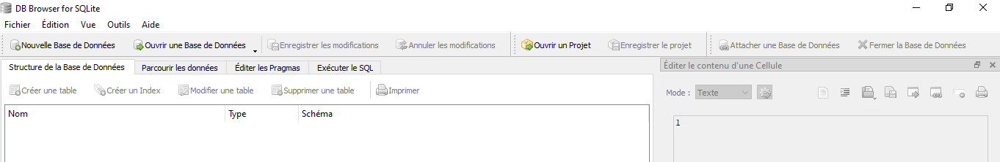 DB Browser for SQLite
Fichier Édition Vue Outils Aide
Nouvelle Base de Données Ouvrir une Base de Données Enregistrer les modifications Annuler les modifications Ouvrir un Projet Enregistrer le projet Attacher une Base de Données Fermer la Base de Données
Structure de la Base de Données Parcourir les données Éditer les Pragmas Exécuter le SQL
Créer une table Créer un Index Modifier une table Supprimer une table Imprimer
Nom Type Schéma
Éditer le contenu d'une Cellule
Mode : Texte
1